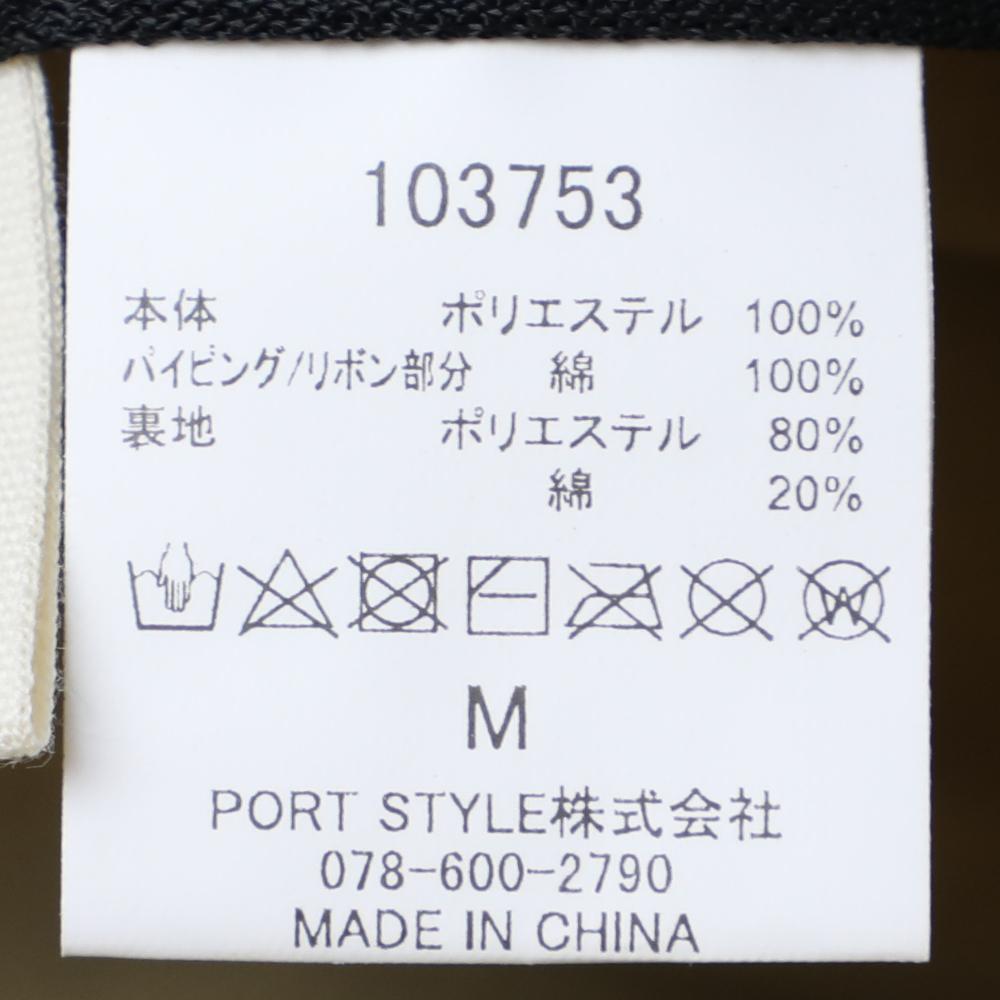 103753
本体 ポリエステル 100%
パイビング/リボン部分 綿 100%
裏地 ポリエステル 80%
綿 20%
W
M
PORT STYLE株式会社
078-600-2790
MADE IN CHINA